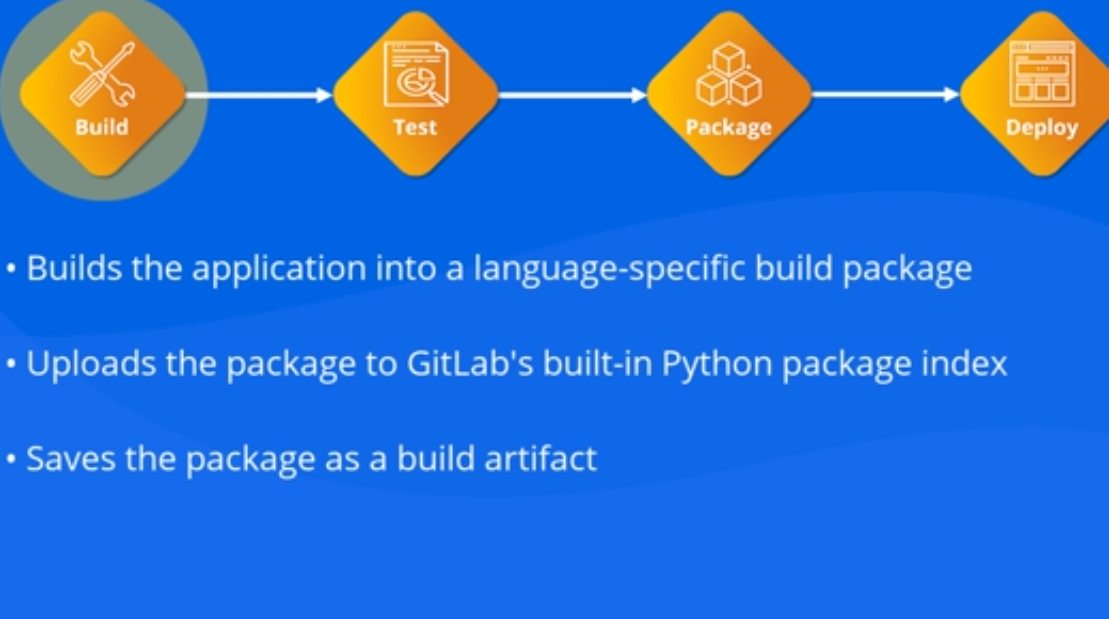 Build
Test
Package
Deploy
• Builds the application into a language-specific build package
• Uploads the package to GitLab's built-in Python package index
• Saves the package as a build artifact